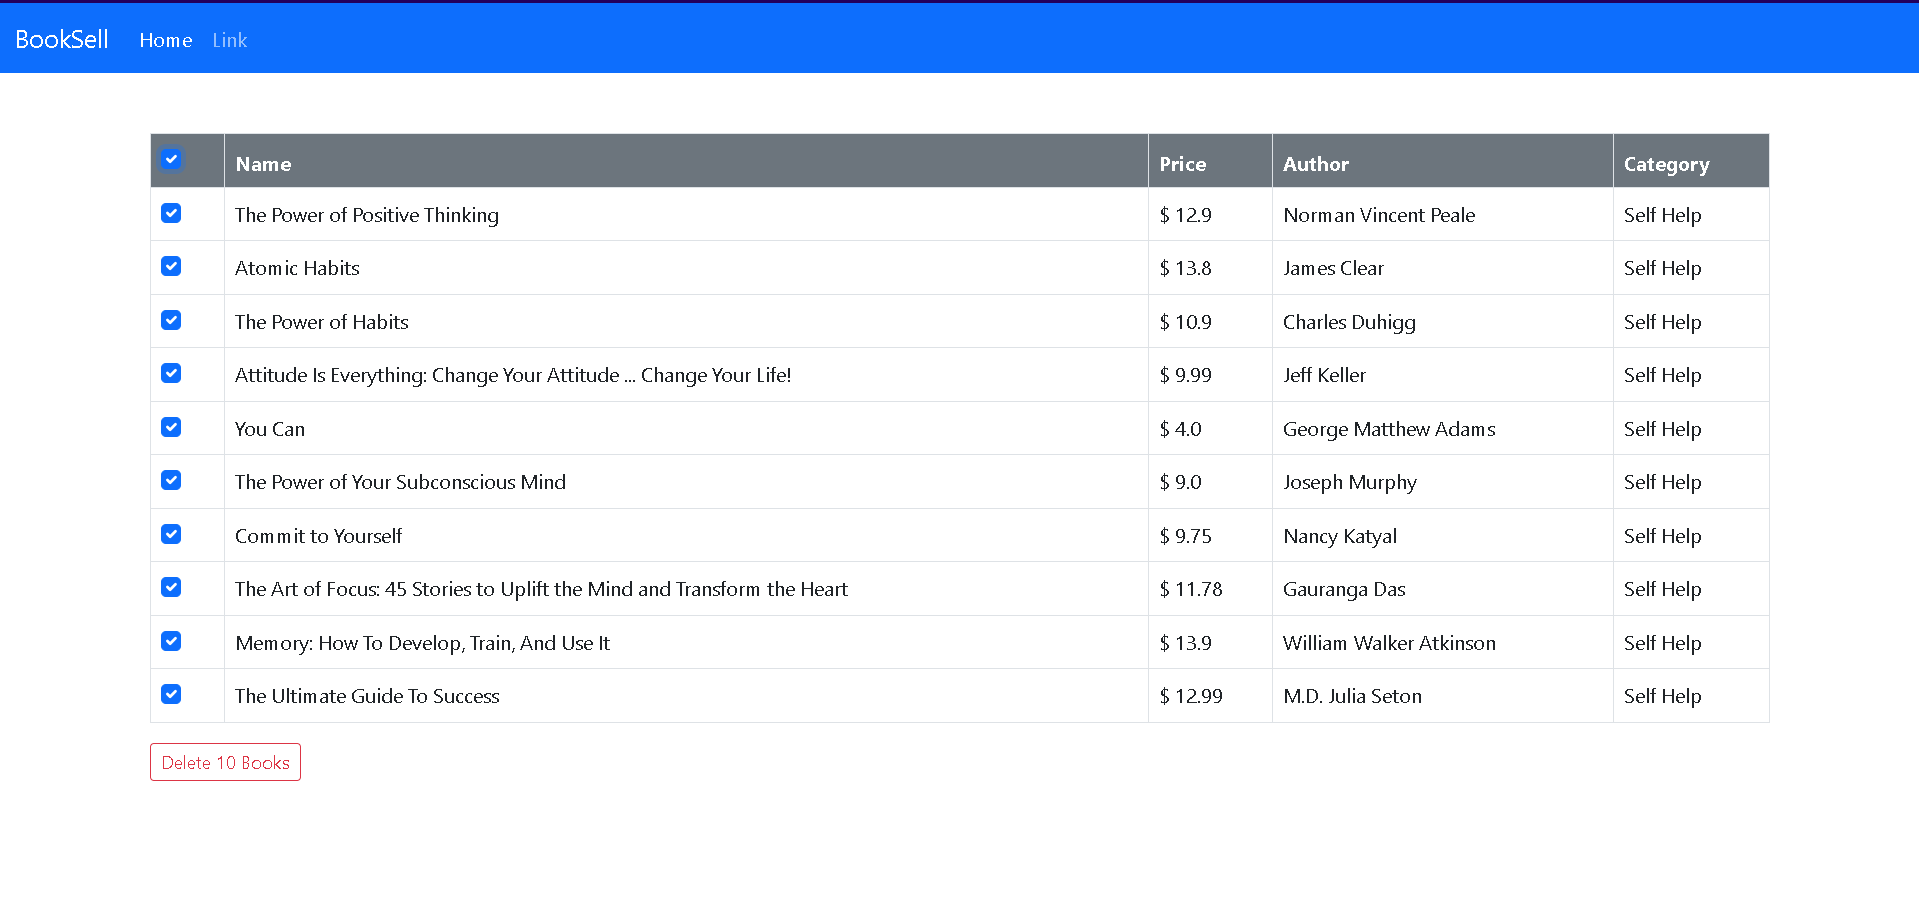 BookSell Home Link
Name Price Author Category
The Power of Positive Thinking $ 12.9 Norman Vincent Peale Self Help
Atomic Habits $ 13.8 James Clear Self Help
The Power of Habits $ 10.9 Charles Duhigg Self Help
Attitude Is Everything: Change Your Attitude ... Change Your Life! $ 9.99 Jeff Keller Self Help
You Can $ 4.0 George Matthew Adams Self Help
The Power of Your Subconscious Mind $ 9.0 Joseph Murphy Self Help
Commit to Yourself $ 9.75 Nancy Katyal Self Help
The Art of Focus: 45 Stories to Uplift the Mind and Transform the Heart $ 11.78 Gauranga Das Self Help
Memory: How To Develop, Train, And Use It $ 13.9 William Walker Atkinson Self Help
The Ultimate Guide To Success $ 12.99 M.D. Julia Seton Self Help
Delete 10 Books